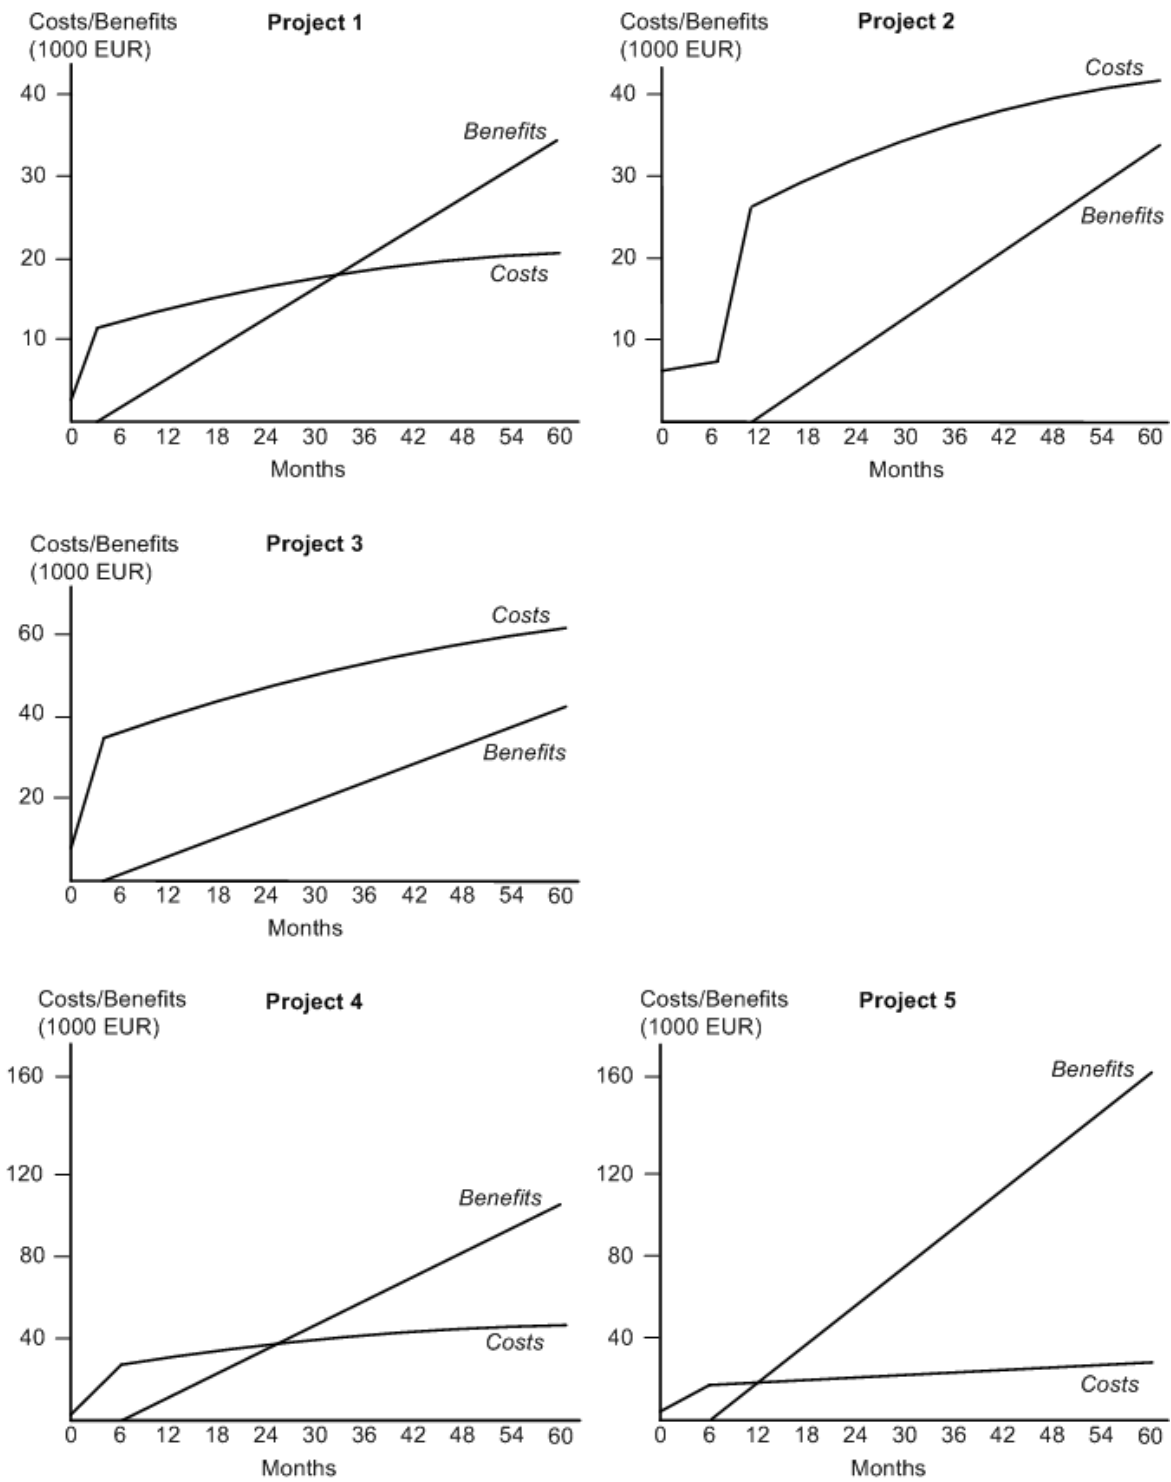 Costs/Benefits
(1000 EUR)
Project 1
40
30
20
10
Benefits
Costs
0 6 12 18 24 30 36 42 48 54 60
Months
Costs/Benefits
(1000 EUR)
Project 2
40
30
20
10
Costs
Benefits
0 6 12 18 24 30 36 42 48 54 60
Months
Costs/Benefits
(1000 EUR)
Project 3
60
40
20
Costs
Benefits
0 6 12 18 24 30 36 42 48 54 60
Months
Costs/Benefits
(1000 EUR)
Project 4
160
120
80
40
Benefits
Costs
0 6 12 18 24 30 36 42 48 54 60
Months
Costs/Benefits
(1000 EUR)
Project 5
160
120
80
40
Benefits
Costs
0 6 12 18 24 30 36 42 48 54 60
Months